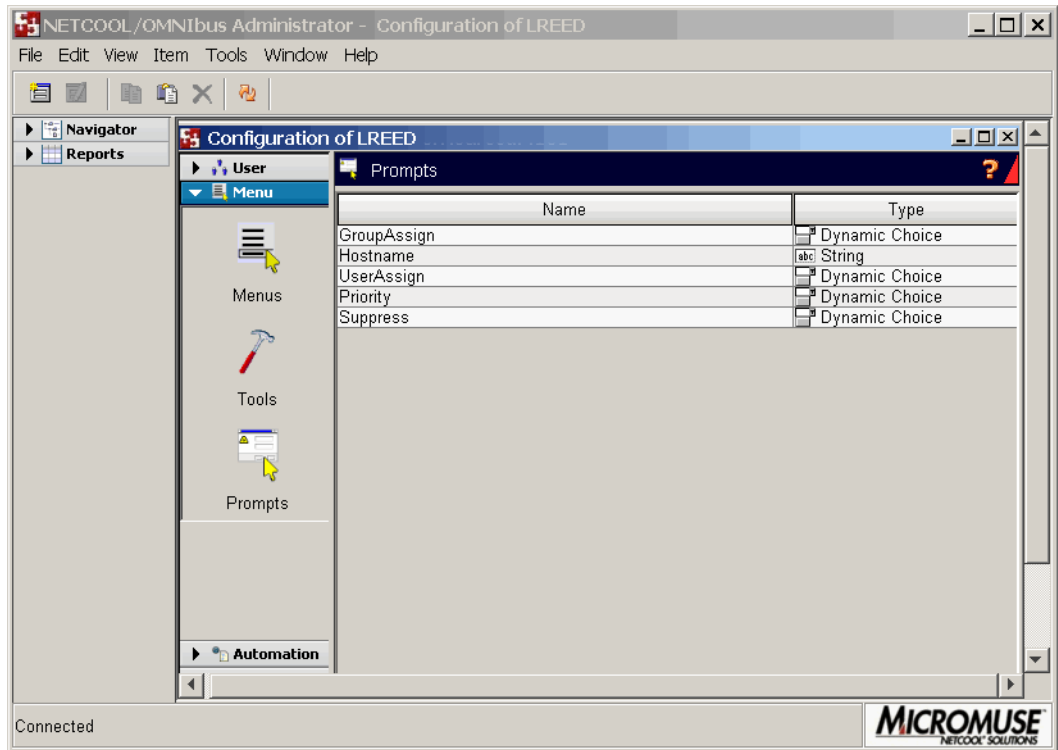 NETCOOL/OMNIbus Administrator - Configuration of LREED
File Edit View Item Tools Window Help
Navigator
Reports
Configuration of LREED
User
Menu
Menus
Tools
Prompts
Automation
Prompts
Name Type
GroupAssign Dynamic Choice
Hostname abc String
UserAssign Dynamic Choice
Priority Dynamic Choice
Suppress Dynamic Choice
Connected
MICROMUSE
NETCOOL® SOLUTIONS